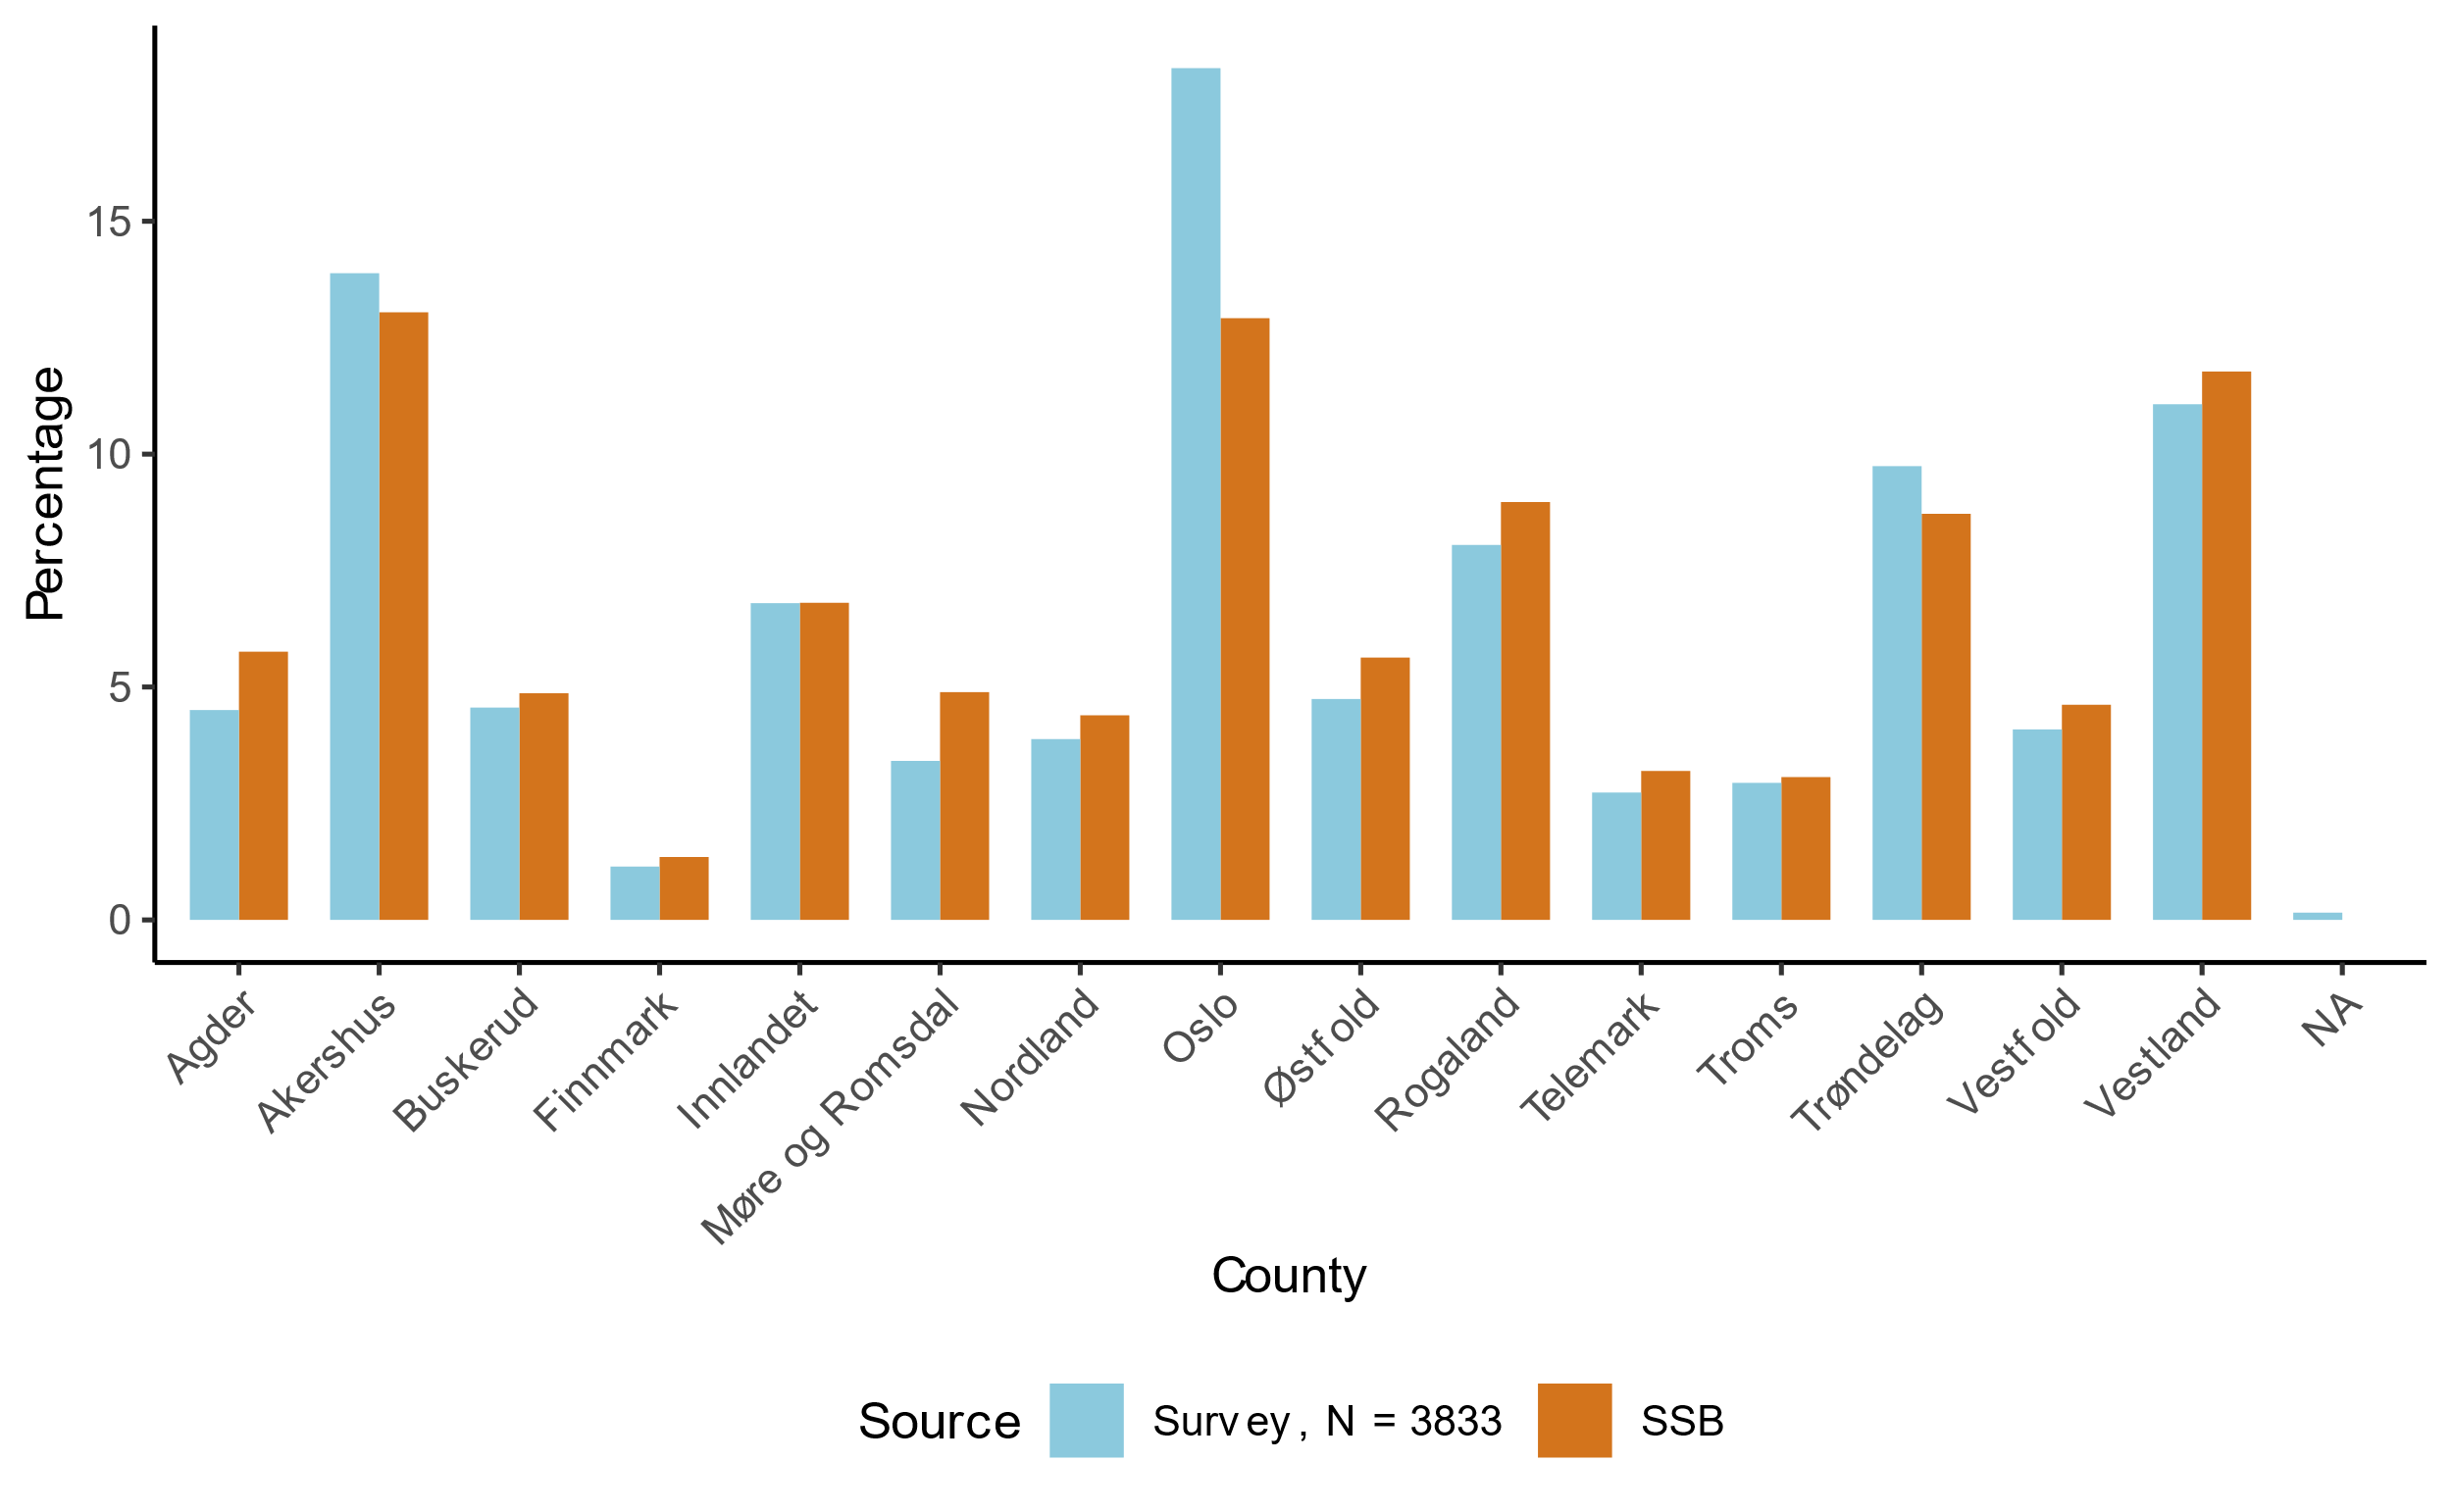 Percentage
15
10
5
0
Agder
Akershus
Buskerud
Finnmark
Innlandet
Møre og Romsdal
Nordland
Oslo
Østfold
Rogaland
Telemark
Troms
Trøndelag
Vestfold
Vestland
NA
County
Source Survey, N = 3833 SSB